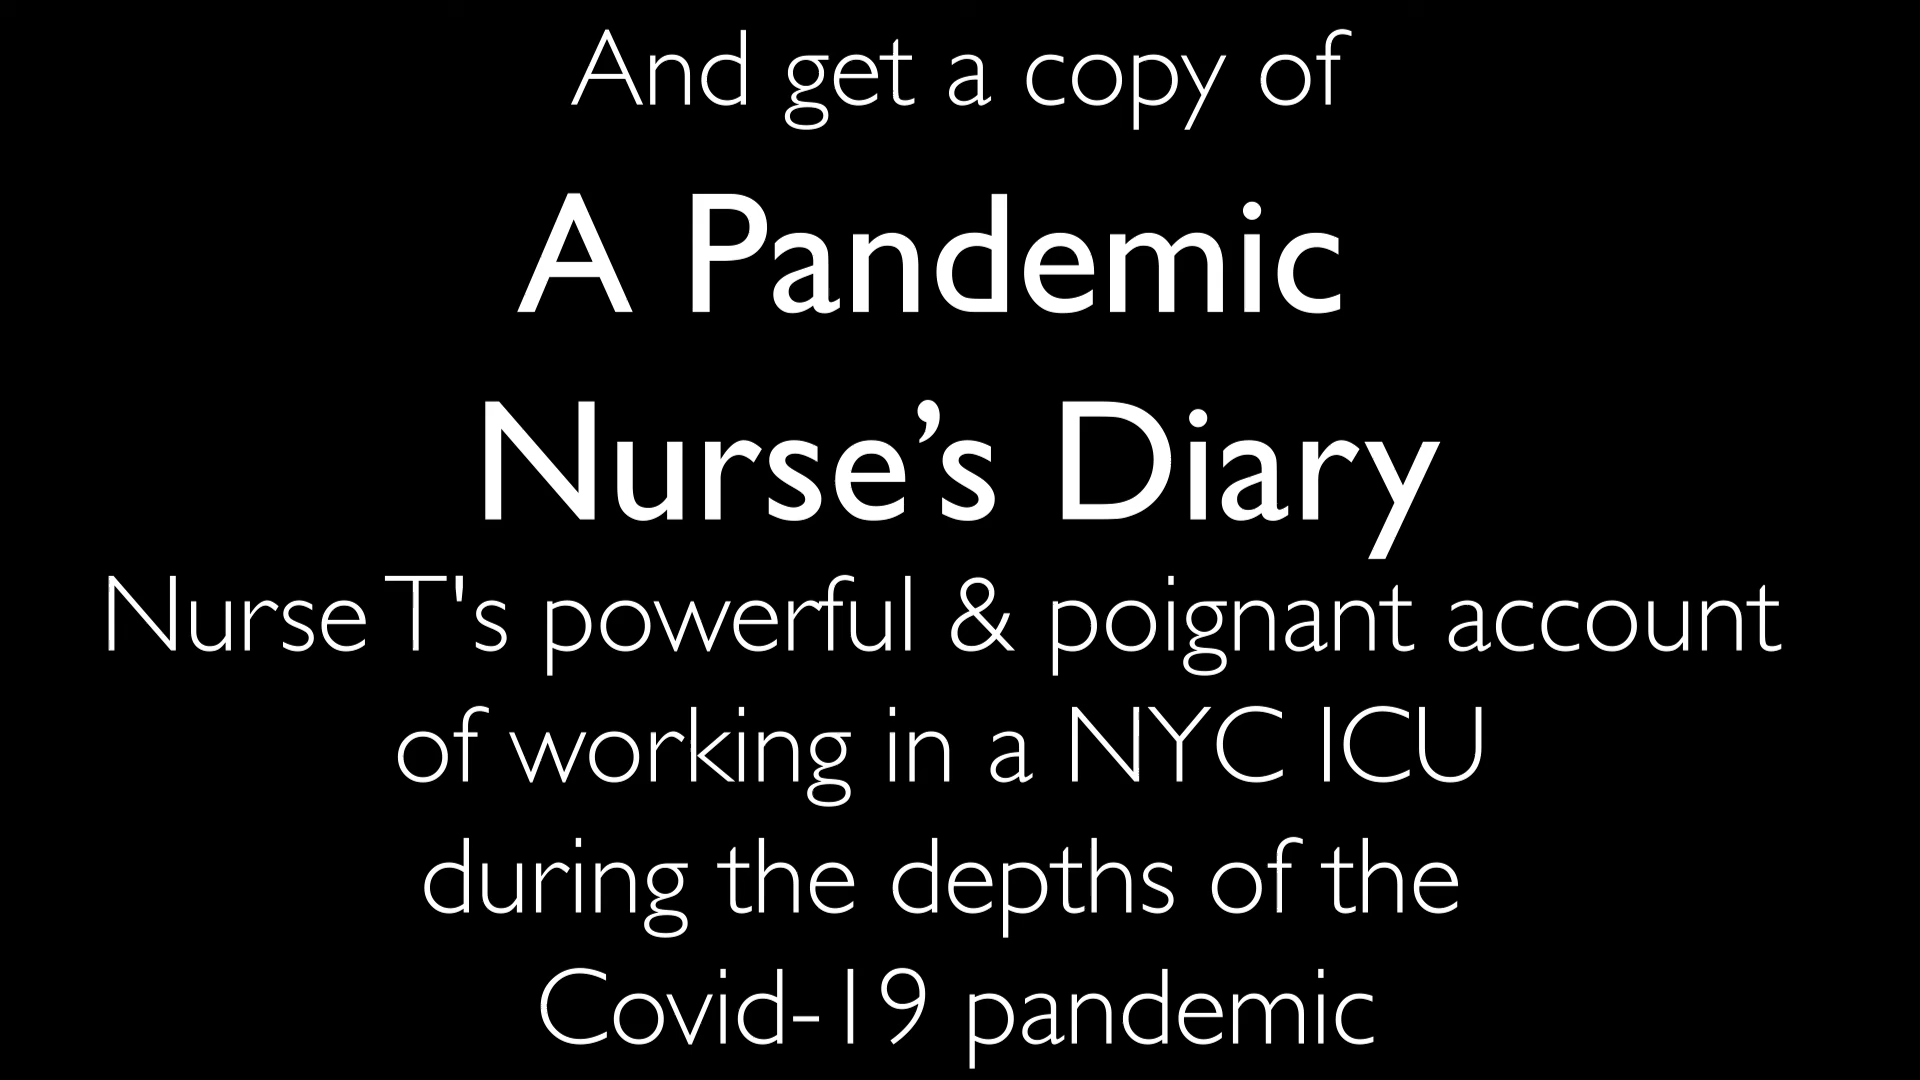 And get a copy of
A Pandemic
Nurse’s Diary
Nurse T's powerful & poignant account
of working in a NYC ICU
during the depths of the
Covid-19 pandemic